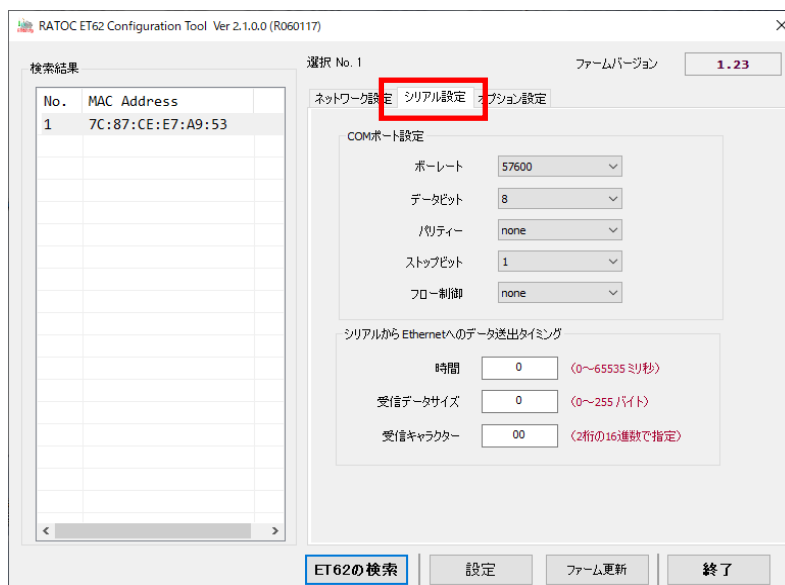 RATOC ET62 Configuration Tool Ver 2.1.0.0 (R060117)
検索結果
No. MAC Address
1 7C:87:CE:E7:A9:53
選択 No. 1
ファームバージョン 1.23
ネットワーク設定 シリアル設定 オプション設定
COMポート設定
ボーレート 57600
データビット 8
パリティー none
ストップビット 1
フロー制御 none
シリアルから Ethernetへのデータ送出タイミング
時間 0 (0～65535 ミリ秒)
受信データサイズ 0 (0～255 バイト)
受信キャラクター 00 (2桁の16進数で指定)
ET62の検索 設定 ファーム更新 終了